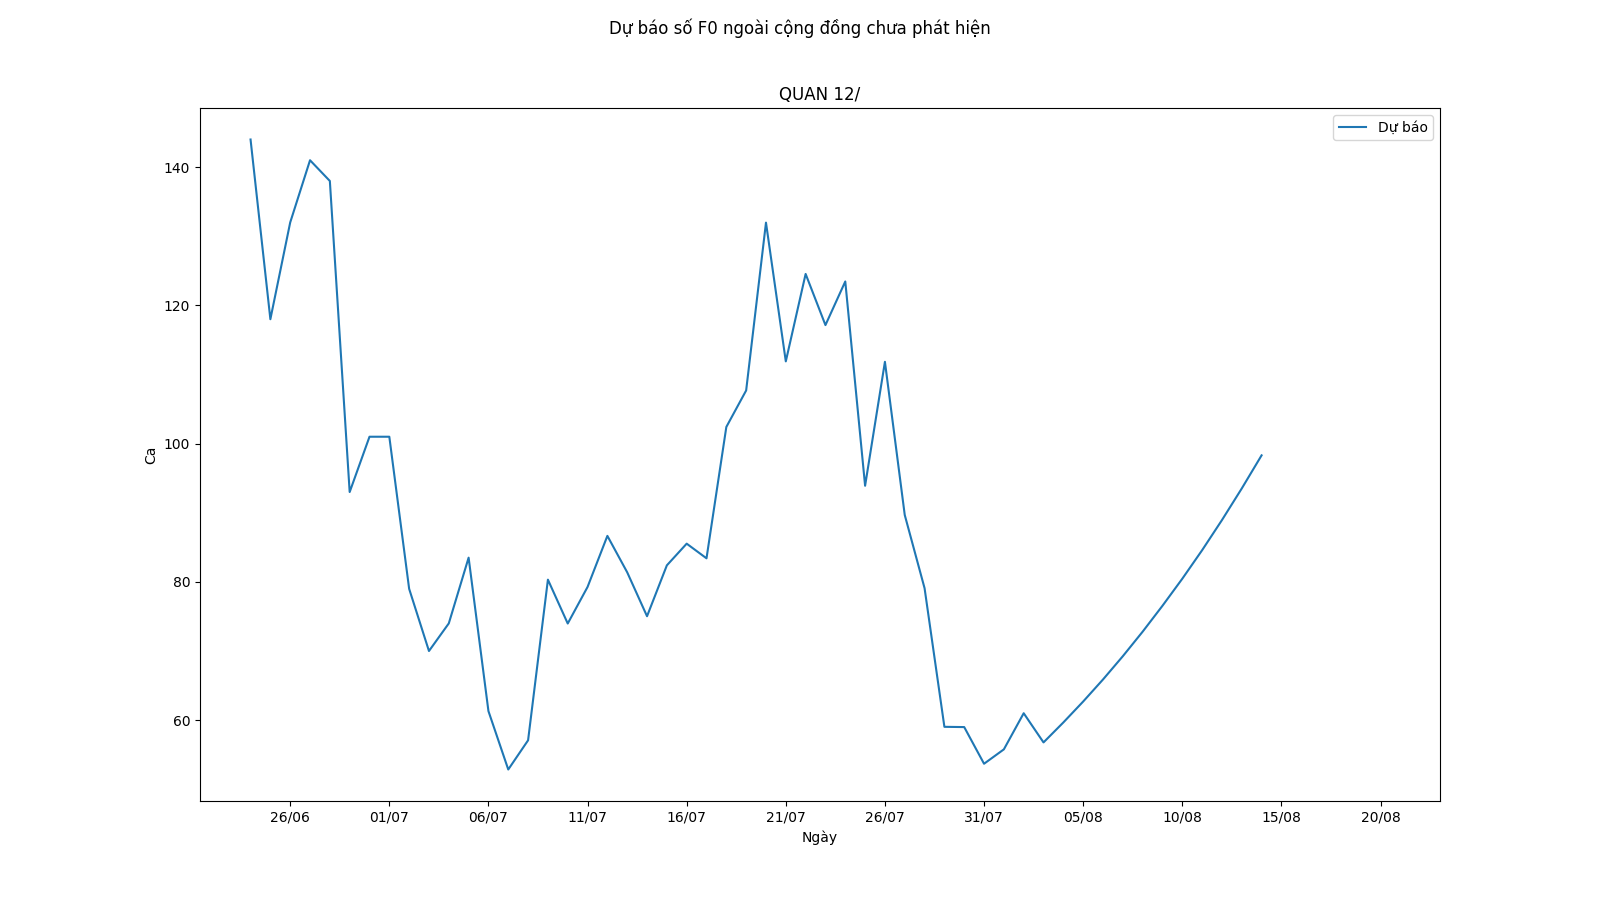 Dự báo số F0 ngoài cộng đồng chưa phát hiện
QUAN 12/
Dự báo
140
120
100
80
60
Ca
26/06 01/07 06/07 11/07 16/07 21/07 26/07 31/07 05/08 10/08 15/08 20/08
Ngày